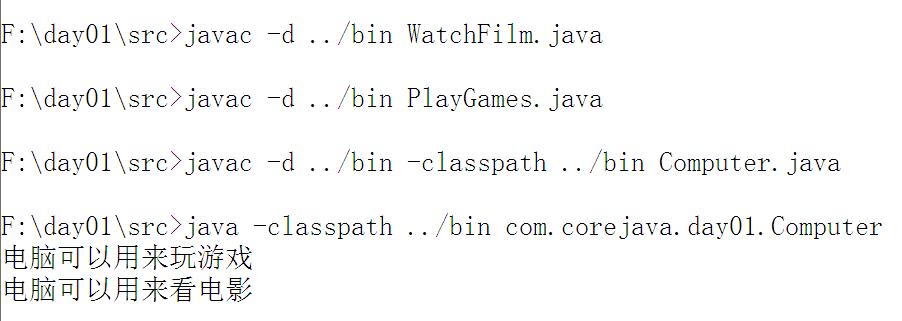 F:\day01\src>javac -d ../bin WatchFilm.java
F:\day01\src>javac -d ../bin PlayGames.java
F:\day01\src>javac -d ../bin -classpath ../bin Computer.java
F:\day01\src>java -classpath ../bin com.corejava.day01.Computer
电脑可以用来玩游戏
电脑可以用来看电影